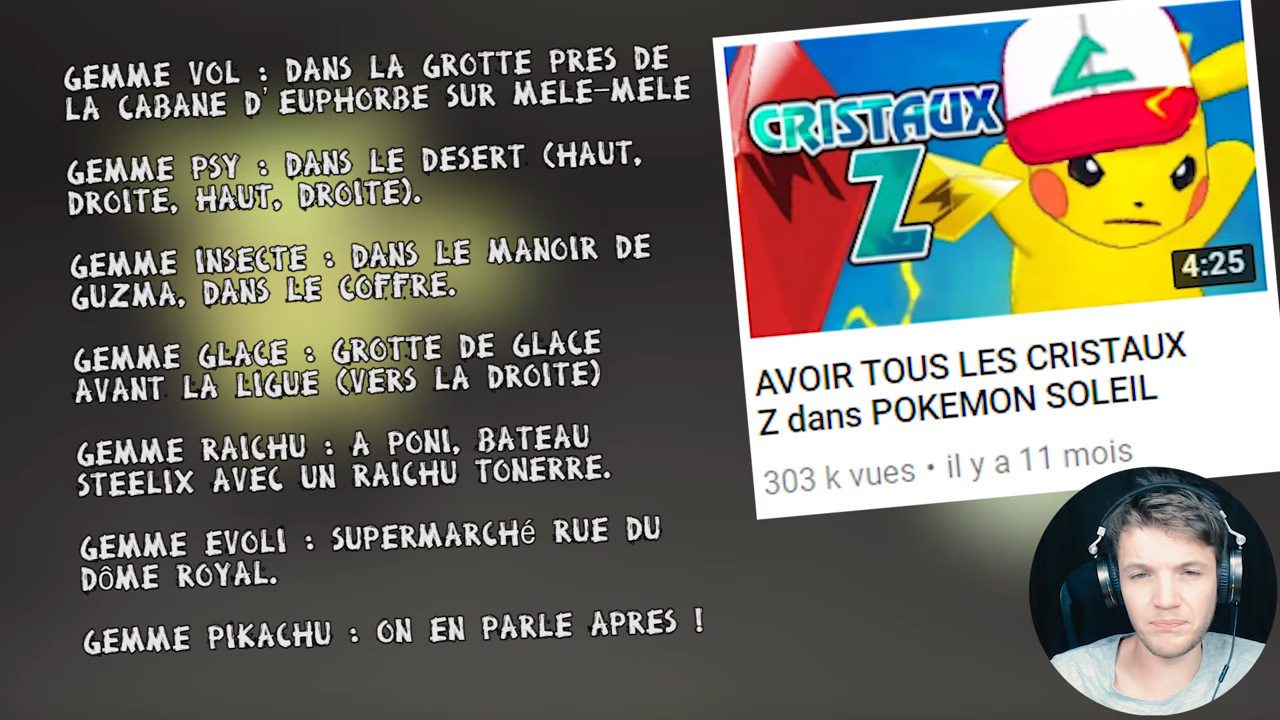 GEMME VOL : DANS LA GROTTE PRES DE
LA CABANE D'EUPHORBE SUR MELE-MELE
GEMME PSY : DANS LE DESERT (HAUT,
DROITE, HAUT, DROITE).
GEMME INSECTE : DANS LE MANOIR DE
GUZMA, DANS LE COFFRE.
GEMME GLACE : GROTTE DE GLACE
AVANT LA LIGUE (VERS LA DROITE)
GEMME RAICHU : A PONI, BATEAU
STEELIX AVEC UN RAICHU TONERRE.
GEMME EVOLI : SUPERMARCHé RUE DU
DÔME ROYAL.
GEMME PIKACHU : ON EN PARLE APRES !
CRISTAUX
Z
4:25
AVOIR TOUS LES CRISTAUX
Z dans POKEMON SOLEIL
303 k vues • il y a 11 mois